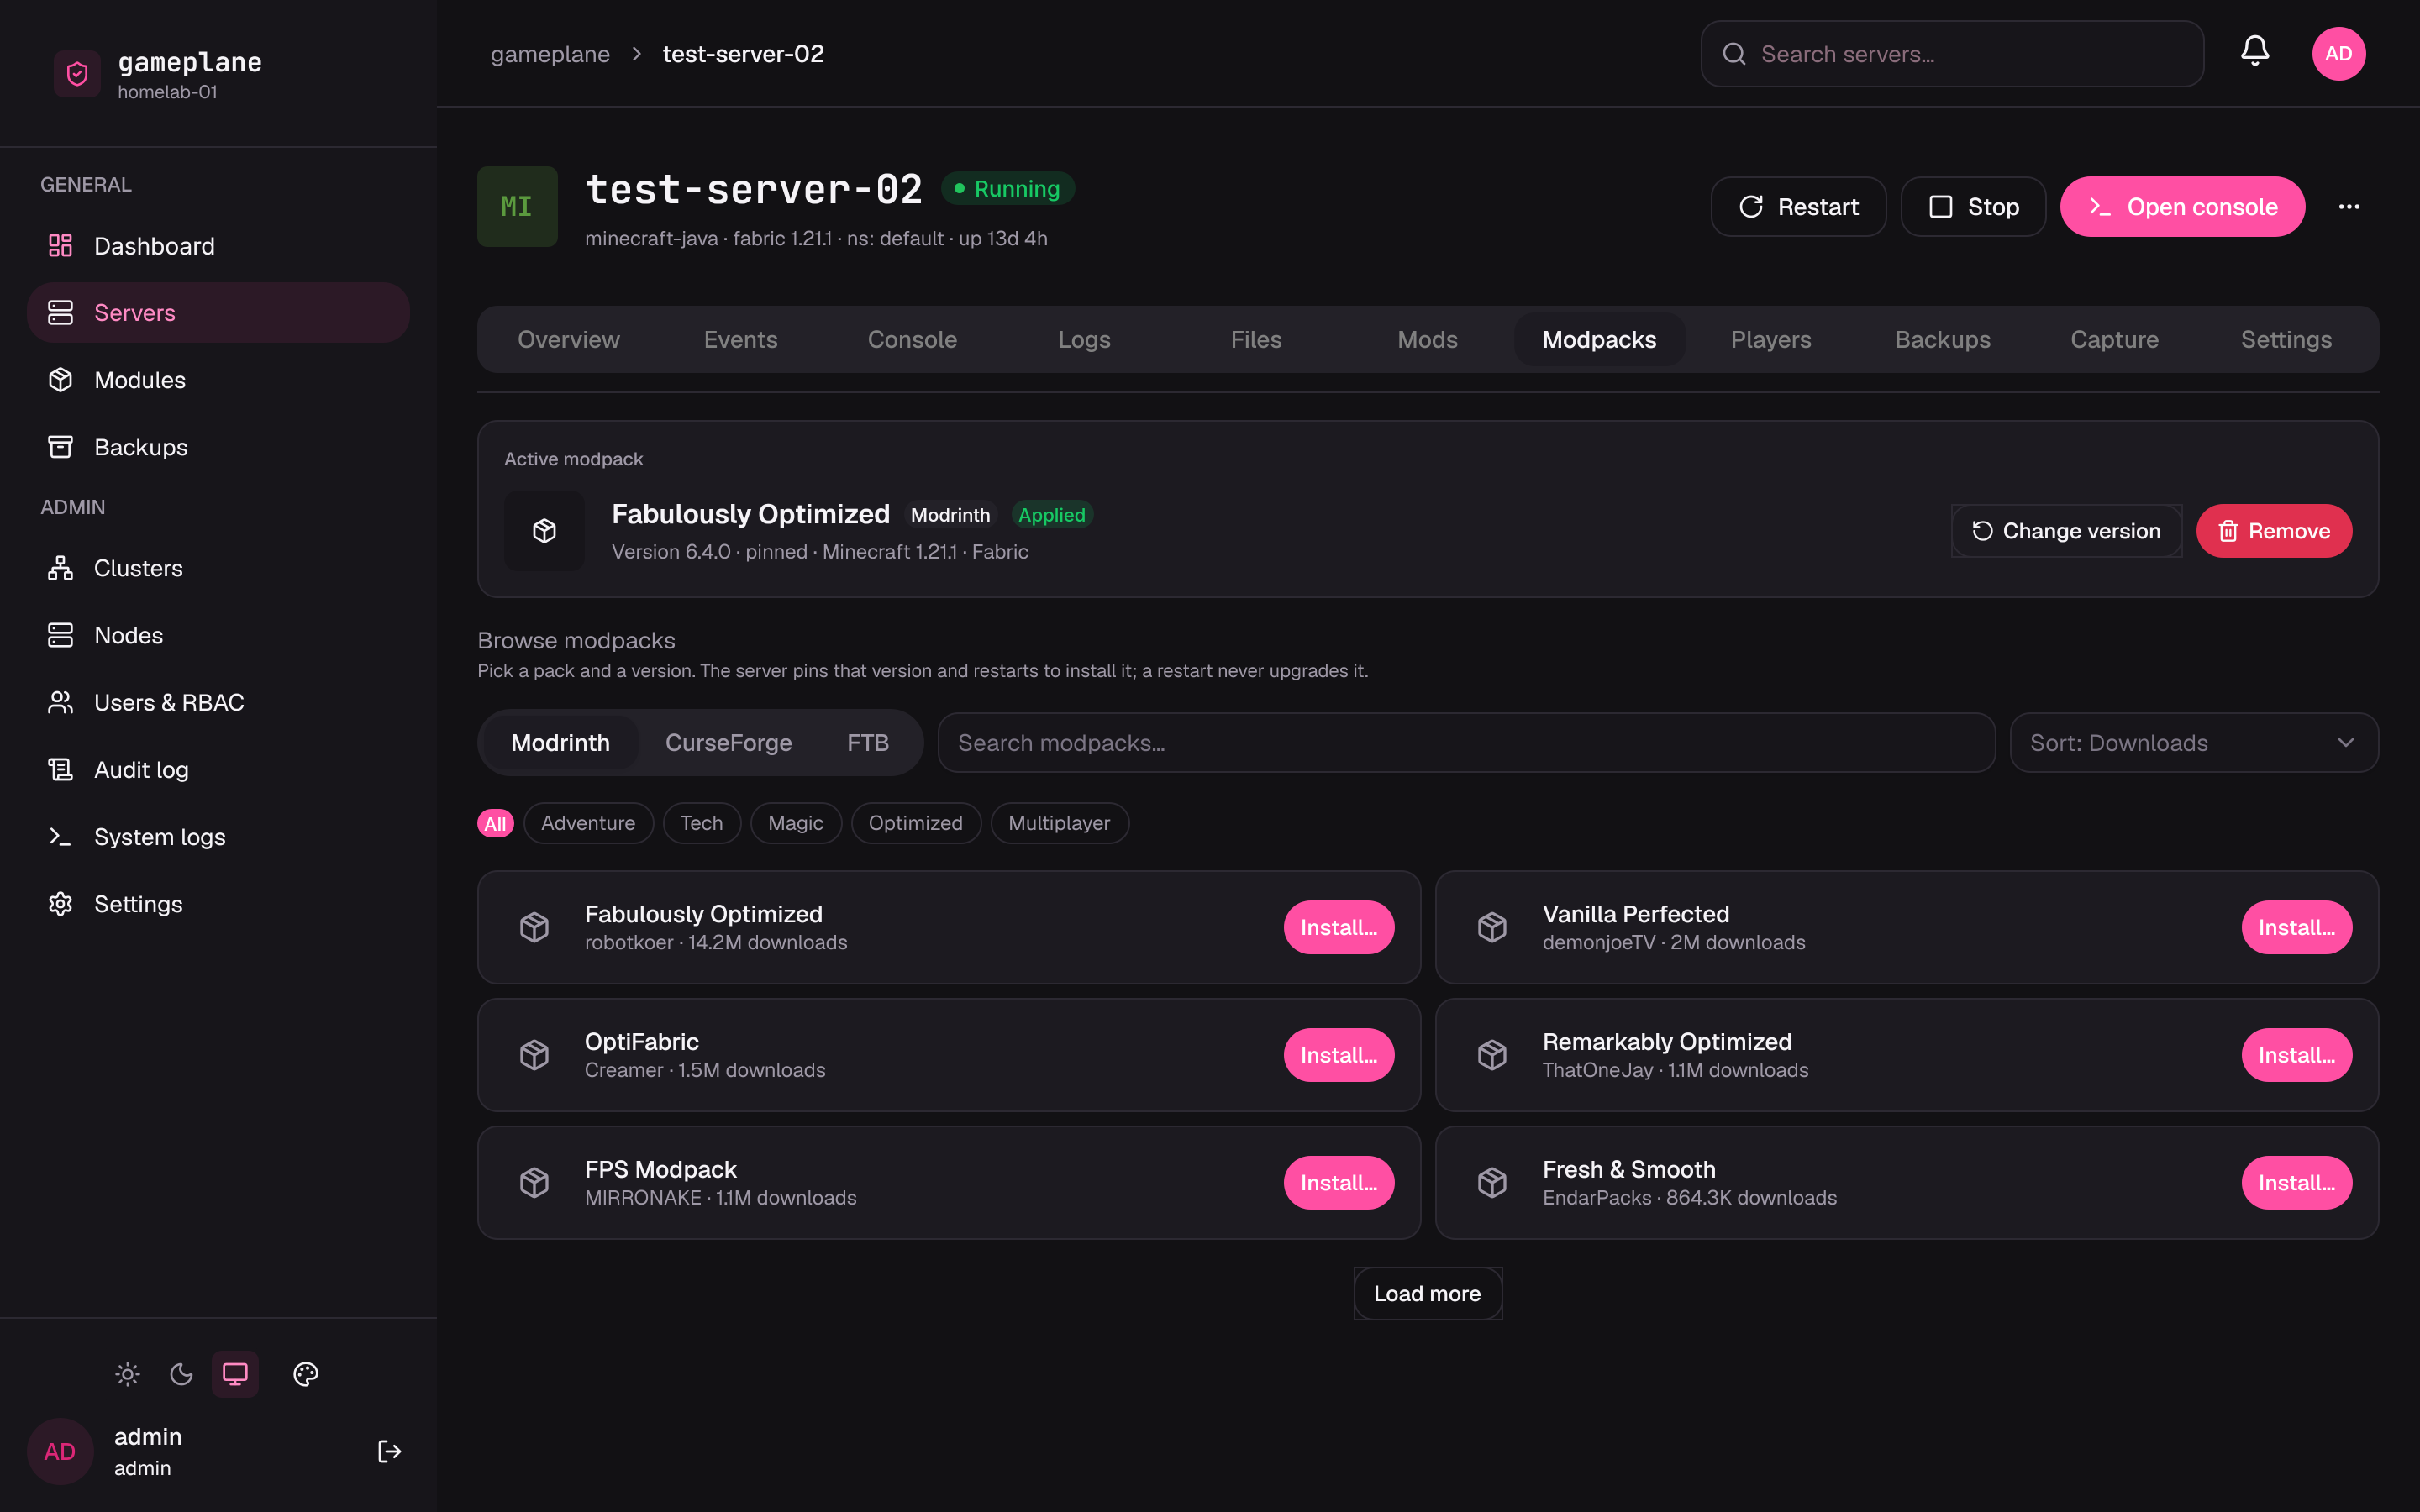 gameplane
homelab-01
GENERAL
Dashboard
Servers
Modules
Backups
ADMIN
Clusters
Nodes
Users & RBAC
Audit log
System logs
Settings
AD
admin
admin
gameplane > test-server-02
Search servers...
AD
MI
test-server-02
Running
minecraft-java · fabric 1.21.1 · ns: default · up 13d 4h
Restart
Stop
Open console
Overview
Events
Console
Logs
Files
Mods
Modpacks
Players
Backups
Capture
Settings
Active modpack
Fabulously Optimized
Modrinth
Applied
Version 6.4.0 · pinned · Minecraft 1.21.1 · Fabric
Change version
Remove
Browse modpacks
Pick a pack and a version. The server pins that version and restarts to install it; a restart never upgrades it.
Modrinth
CurseForge
FTB
Search modpacks...
Sort: Downloads
All
Adventure
Tech
Magic
Optimized
Multiplayer
Fabulously Optimized
robotkoer · 14.2M downloads
Install...
Vanilla Perfected
demonjoeTV · 2M downloads
Install...
OptiFabric
Creamer · 1.5M downloads
Install...
Remarkably Optimized
ThatOneJay · 1.1M downloads
Install...
FPS Modpack
MIRRONAKE · 1.1M downloads
Install...
Fresh & Smooth
EndarPacks · 864.3K downloads
Install...
Load more